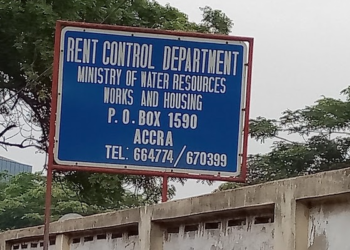 RENT CONTROL DEPARTMENT
MINISTRY OF WATER RESOURCES
WORKS AND HOUSING
P. O. BOX 1590
ACCRA
TEL: 664774/670399